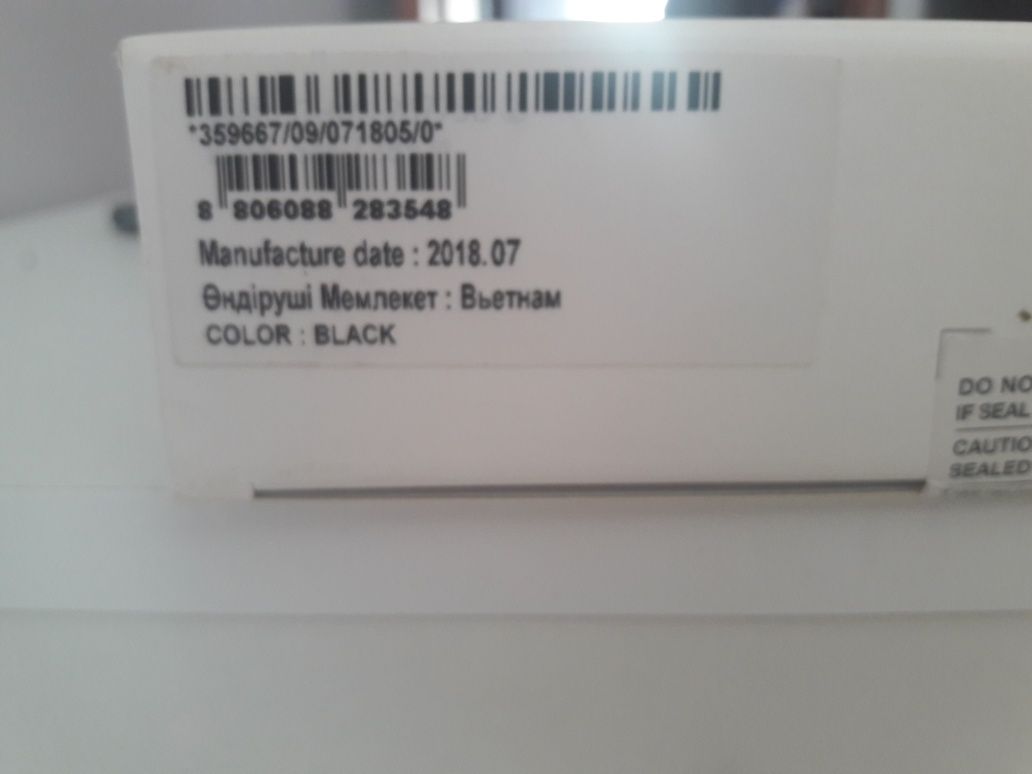 *359667/09/071805/0*
8 806088 283548
Manufacture date : 2018.07
Өндіруші Мемлекет : Вьетнам
COLOR : BLACK
DO NO
IF SEAL
CAUTIO
SEALED